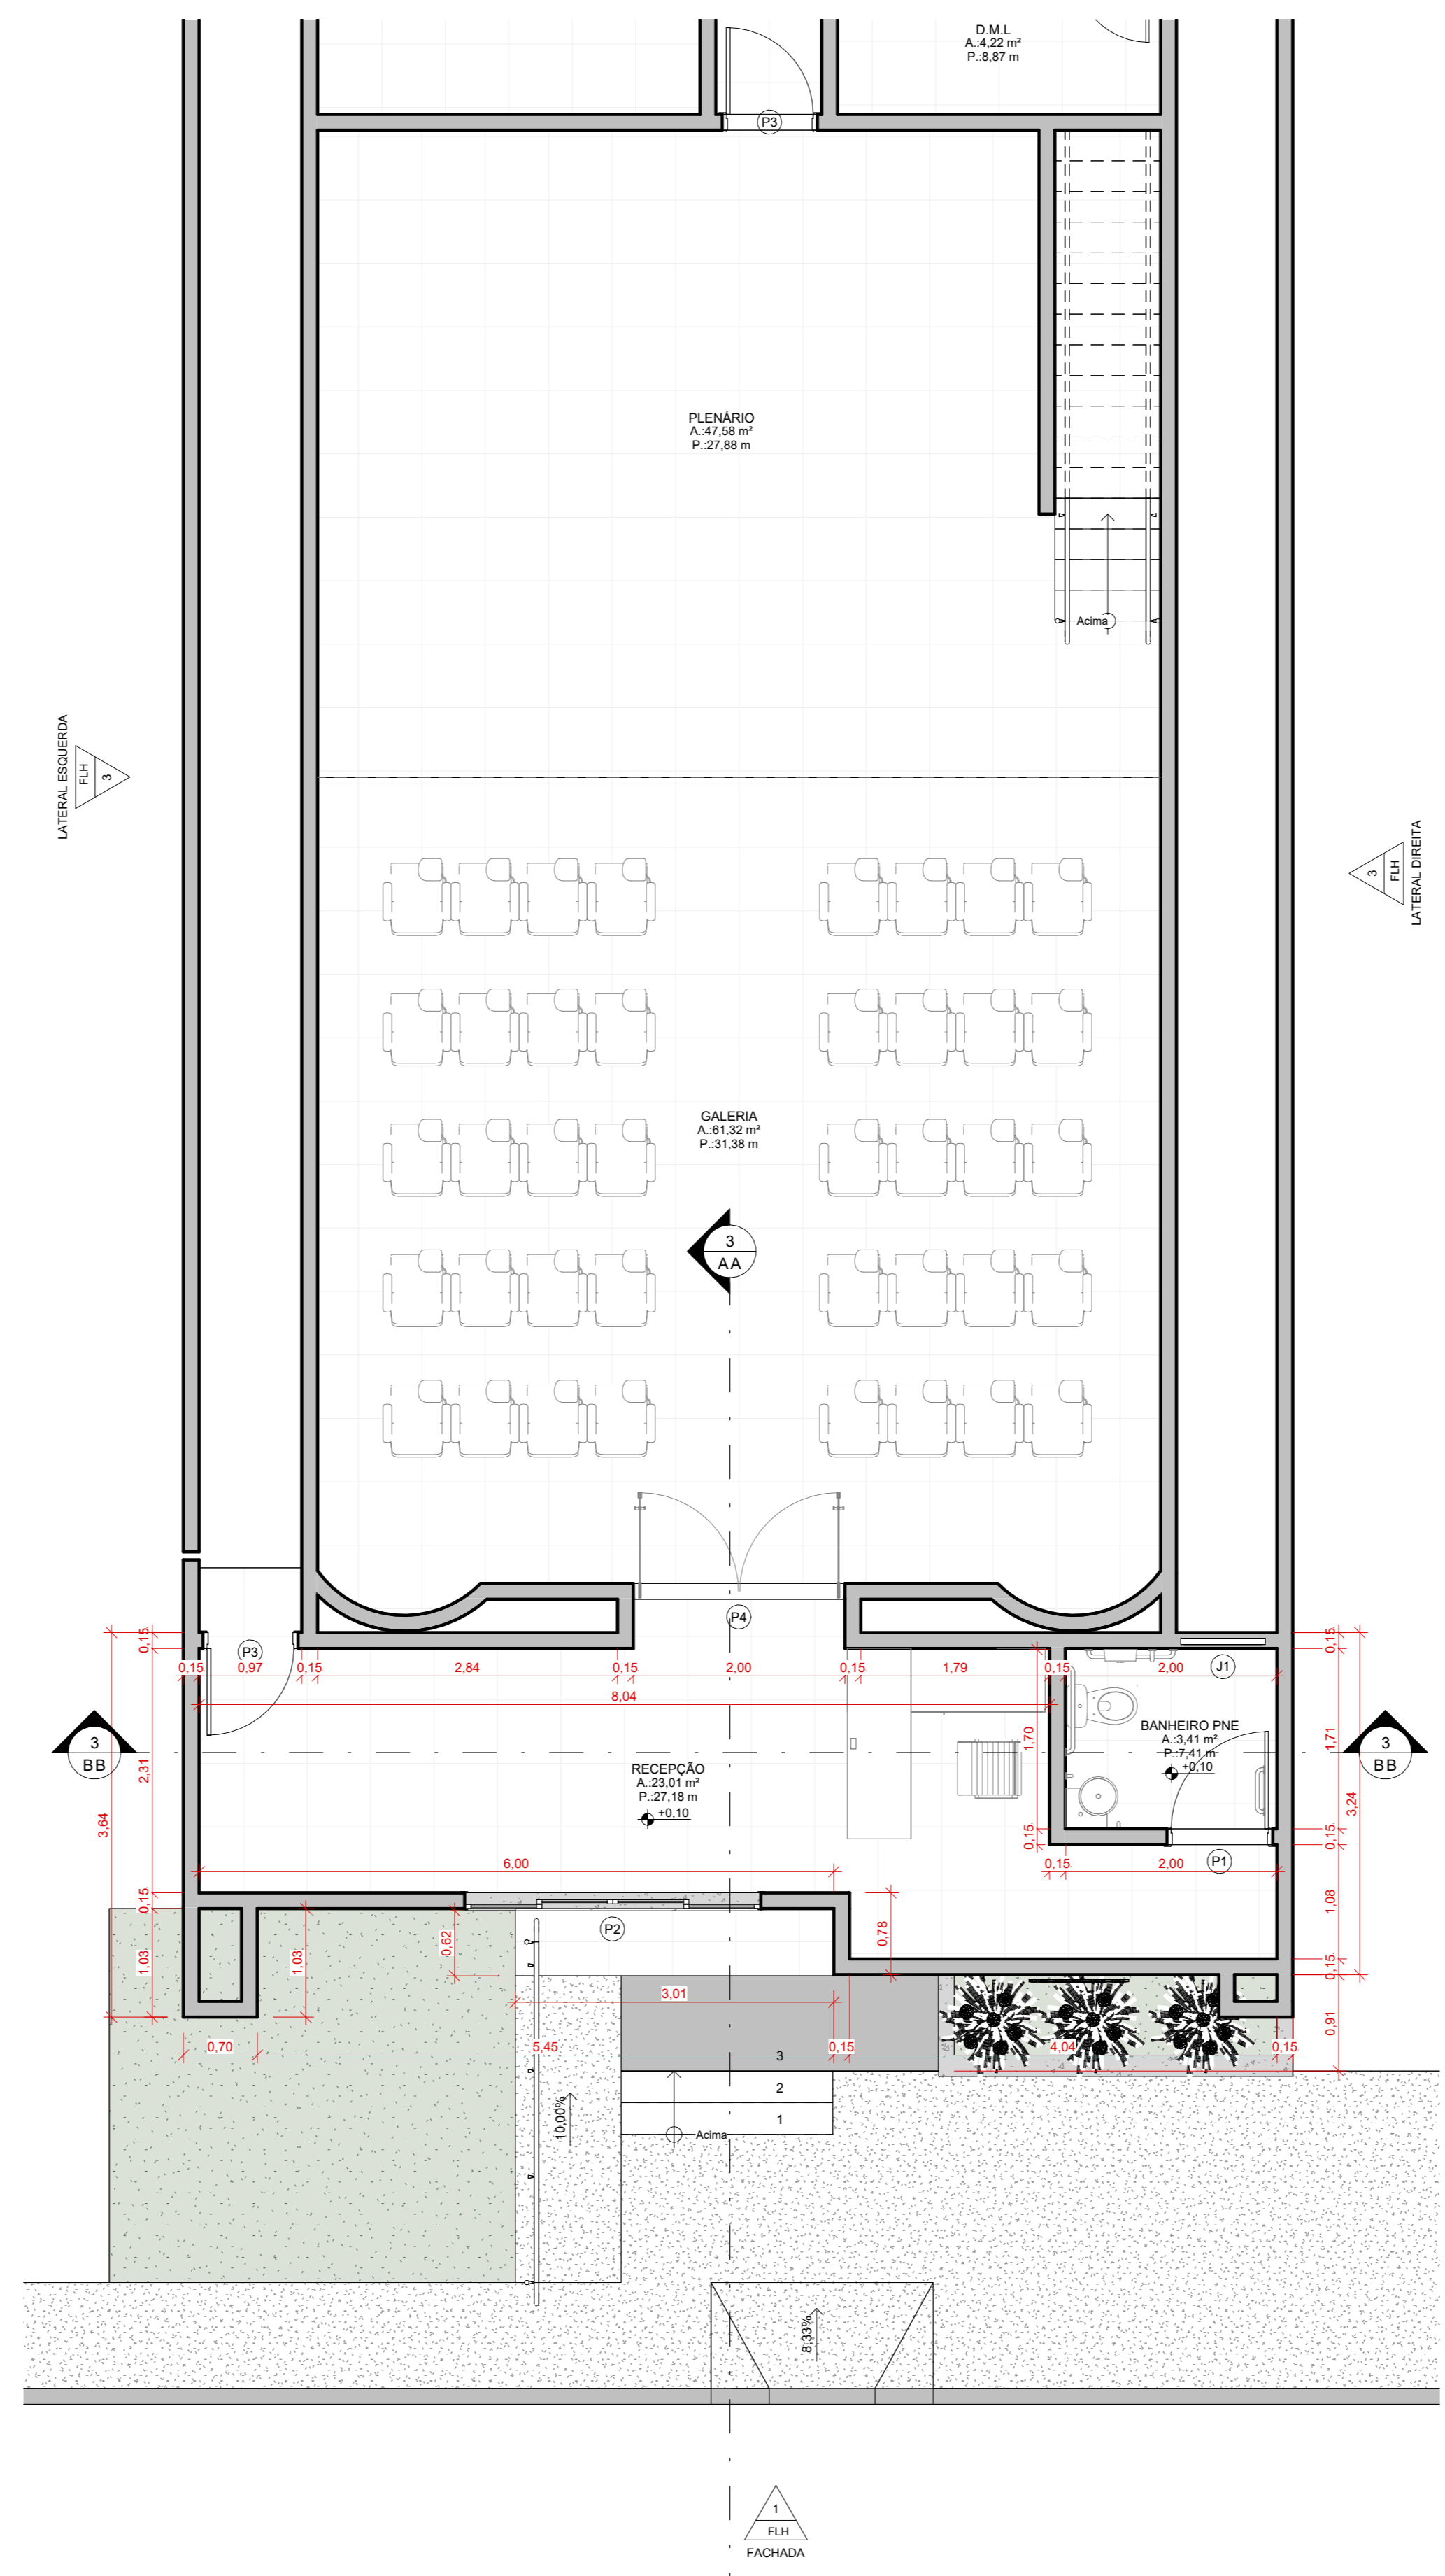 D.M.L
A.:4,22 m²
P.:8,87 m
P3
PLENÁRIO
A.:47,58 m²
P.:27,88 m
Acima
LATERAL ESQUERDA
FLH
3
3
FLH
LATERAL DIREITA
GALERIA
A.:61,32 m²
P.:31,38 m
3
AA
P4
P3
J1
0,15
0,15
0,15
0,97
0,15
2,84
0,15
2,00
0,15
1,79
0,15
2,00
8,04
3
BB
2,31
3,64
1,70
BANHEIRO PNE
A.:3,41 m²
P.:7,41 m
+0,10
1,71
3,24
3
BB
RECEPÇÃO
A.:23,01 m²
P.:27,18 m
+0,10
0,15
0,15
P1
6,00
0,15
2,00
0,15
P2
0,62
0,78
1,08
1,03
1,03
0,15
3,01
0,91
0,70
5,45
0,15
4,04
0,15
3
2
1
Acima
10,00%
8,33%
1
FLH
FACHADA